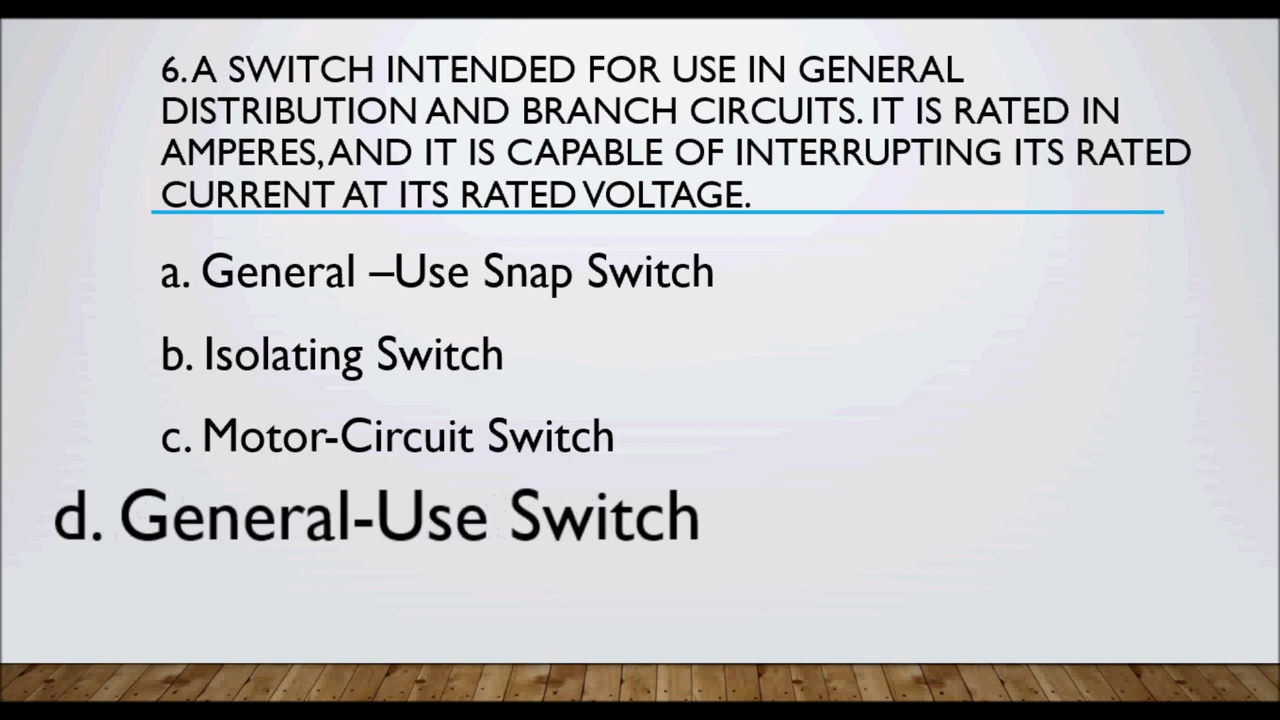 6. A SWITCH INTENDED FOR USE IN GENERAL
DISTRIBUTION AND BRANCH CIRCUITS. IT IS RATED IN
AMPERES, AND IT IS CAPABLE OF INTERRUPTING ITS RATED
CURRENT AT ITS RATED VOLTAGE.
a. General –Use Snap Switch
b. Isolating Switch
c. Motor-Circuit Switch
d. General-Use Switch